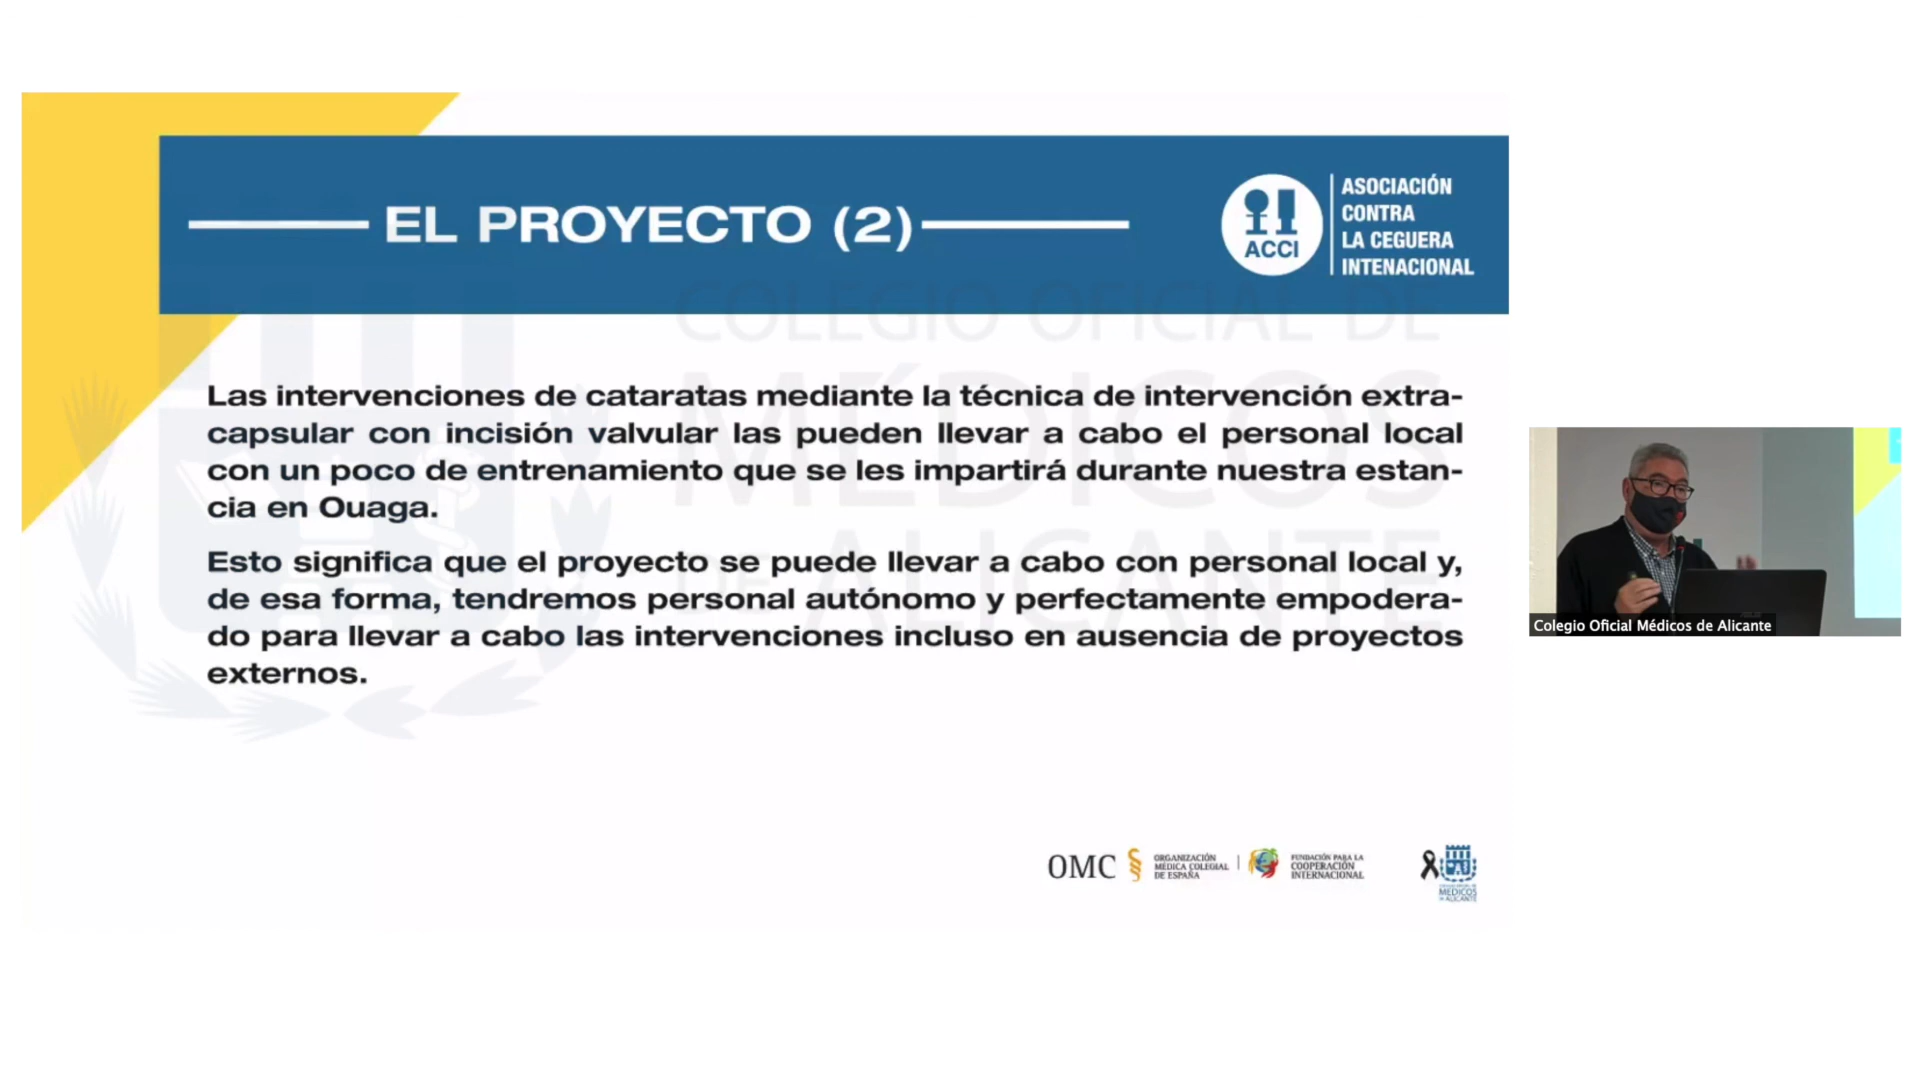 EL PROYECTO (2)
ACCI
ASOCIACIÓN
CONTRA
LA CEGUERA
INTENACIONAL
COLEGIO OFICIAL DE
MÉDICOS
DE ALICANTE
Las intervenciones de cataratas mediante la técnica de intervención extra-
capsular con incisión valvular las pueden llevar a cabo el personal local
con un poco de entrenamiento que se les impartirá durante nuestra estan-
cia en Ouaga.
Esto significa que el proyecto se puede llevar a cabo con personal local y,
de esa forma, tendremos personal autónomo y perfectamente empodera-
do para llevar a cabo las intervenciones incluso en ausencia de proyectos
externos.
Colegio Oficial Médicos de Alicante
OMC
ORGANIZACIÓN
MÉDICA COLEGIAL
DE ESPAÑA
FUNDACIÓN PARA LA
COOPERACIÓN
INTERNACIONAL
COLEGIO OFICIAL DE
MÉDICOS
DE ALICANTE